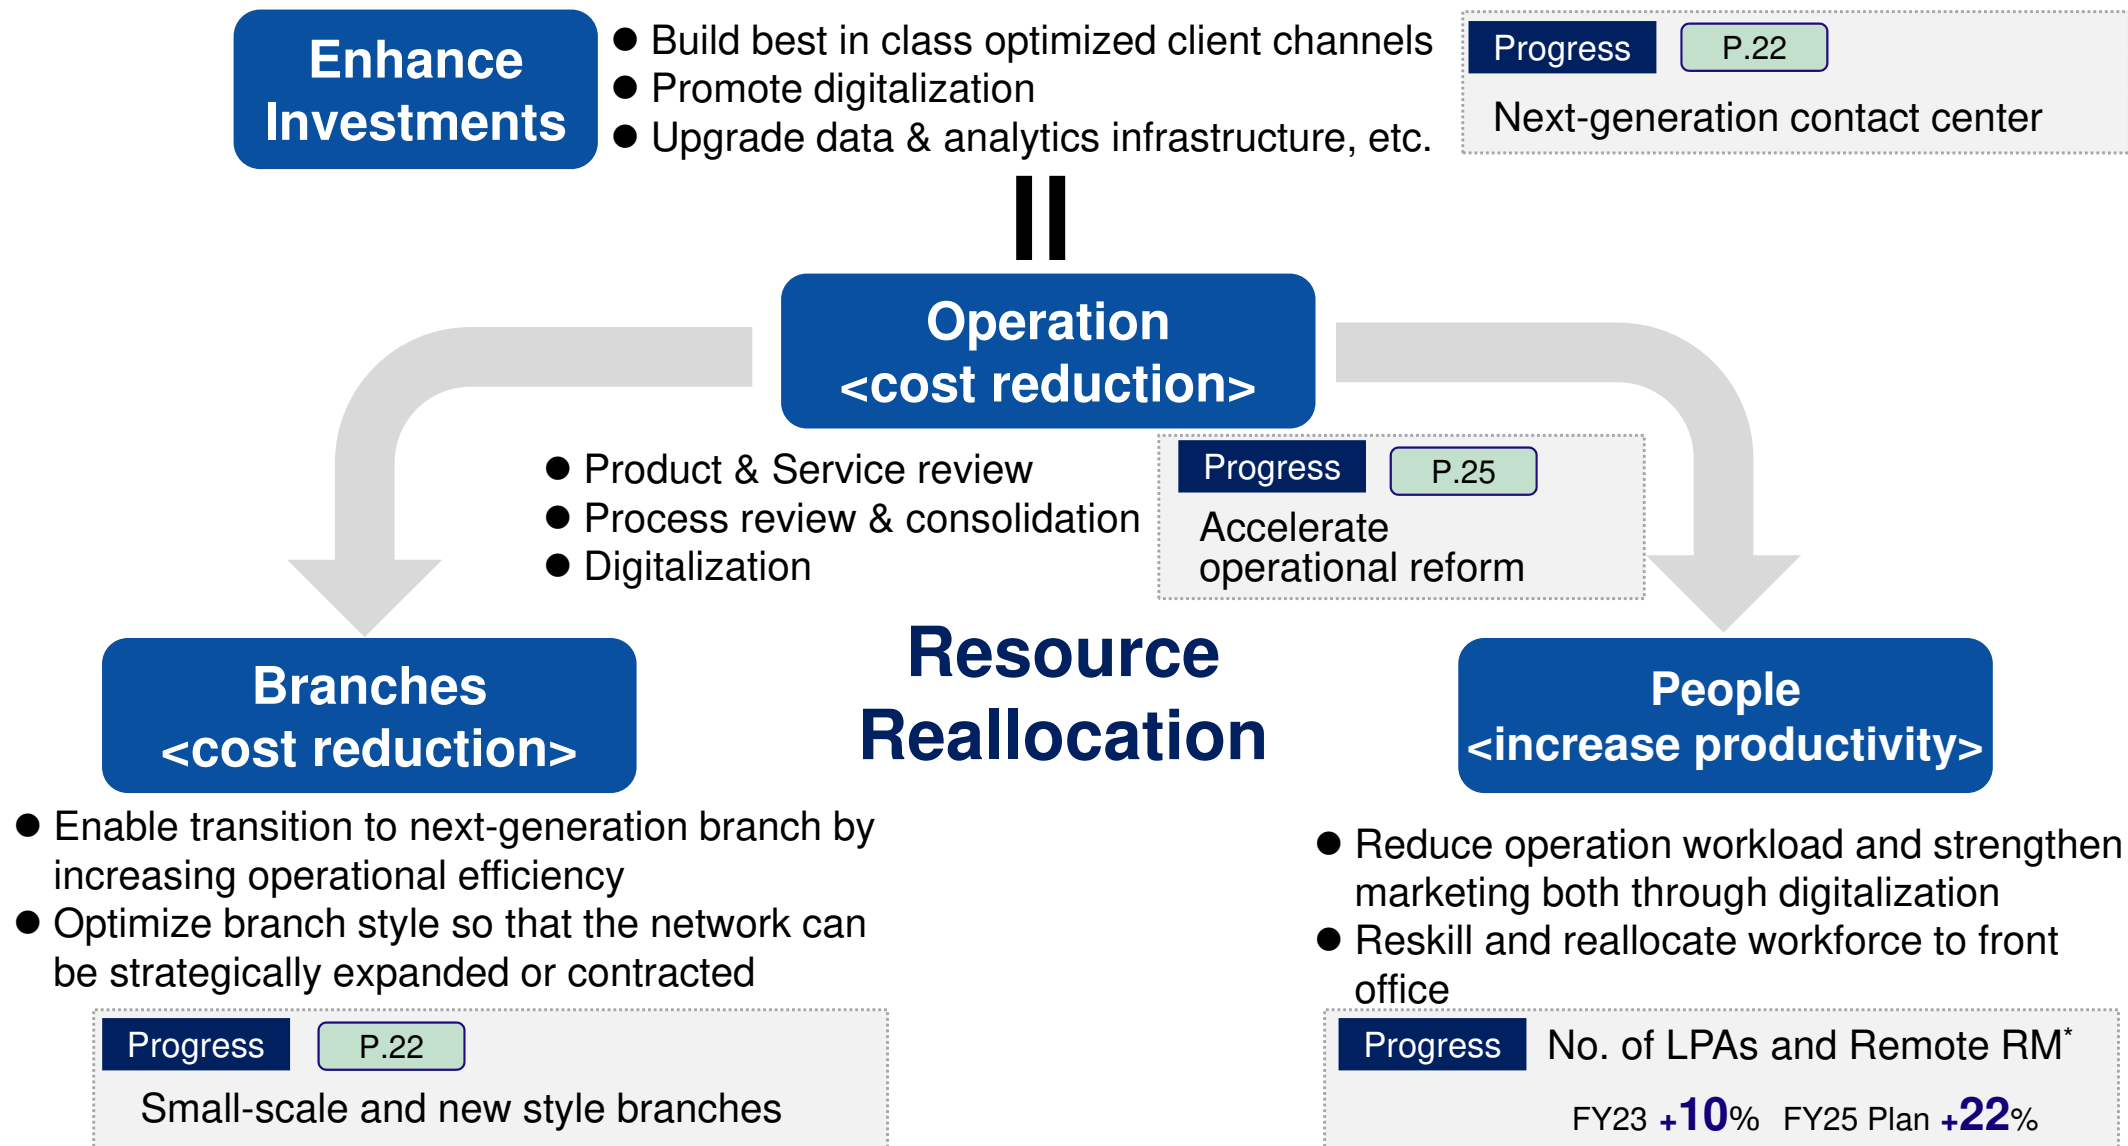 Enhance
Investments
● Build best in class optimized client channels
● Promote digitalization
● Upgrade data & analytics infrastructure, etc.
Progress P.22
Next-generation contact center
Operation
<cost reduction>
● Product & Service review
● Process review & consolidation
● Digitalization
Progress P.25
Accelerate
operational reform
Resource
Reallocation
Branches
<cost reduction>
● Enable transition to next-generation branch by
increasing operational efficiency
● Optimize branch style so that the network can
be strategically expanded or contracted
Progress P.22
Small-scale and new style branches
People
<increase productivity>
● Reduce operation workload and strengthen
marketing both through digitalization
● Reskill and reallocate workforce to front
office
Progress No. of LPAs and Remote RM*
FY23 +10% FY25 Plan +22%